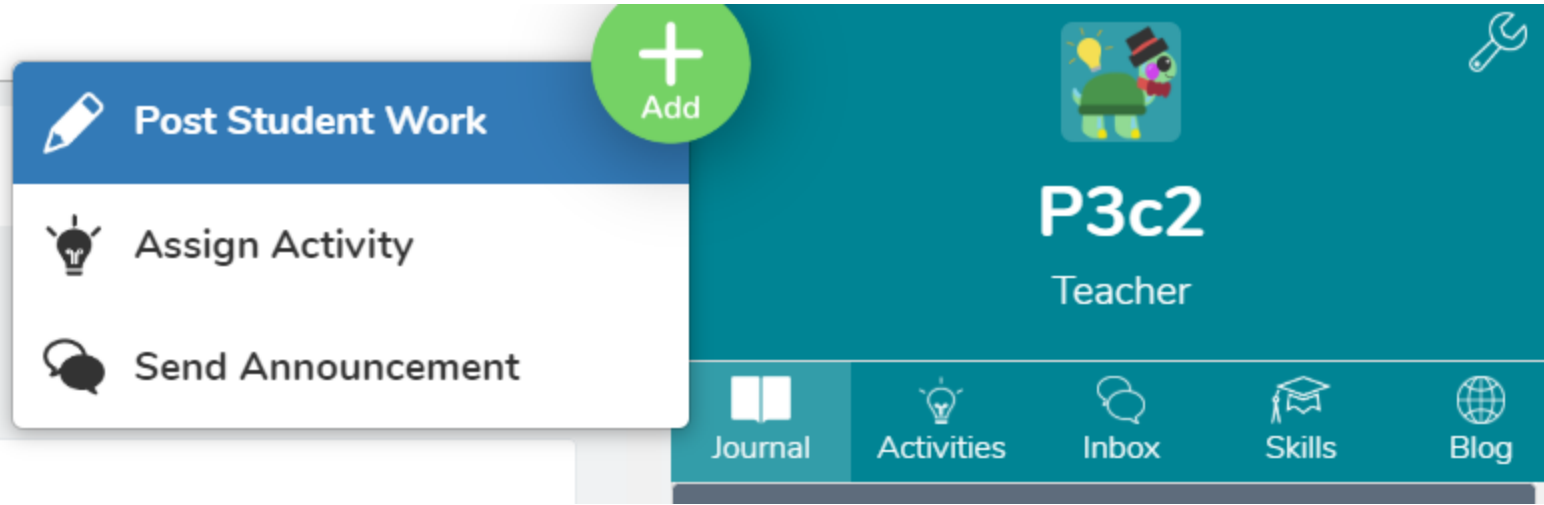 Add
Post Student Work
Assign Activity
Send Announcement
P3c2
Teacher
Journal
Activities
Inbox
Skills
Blog